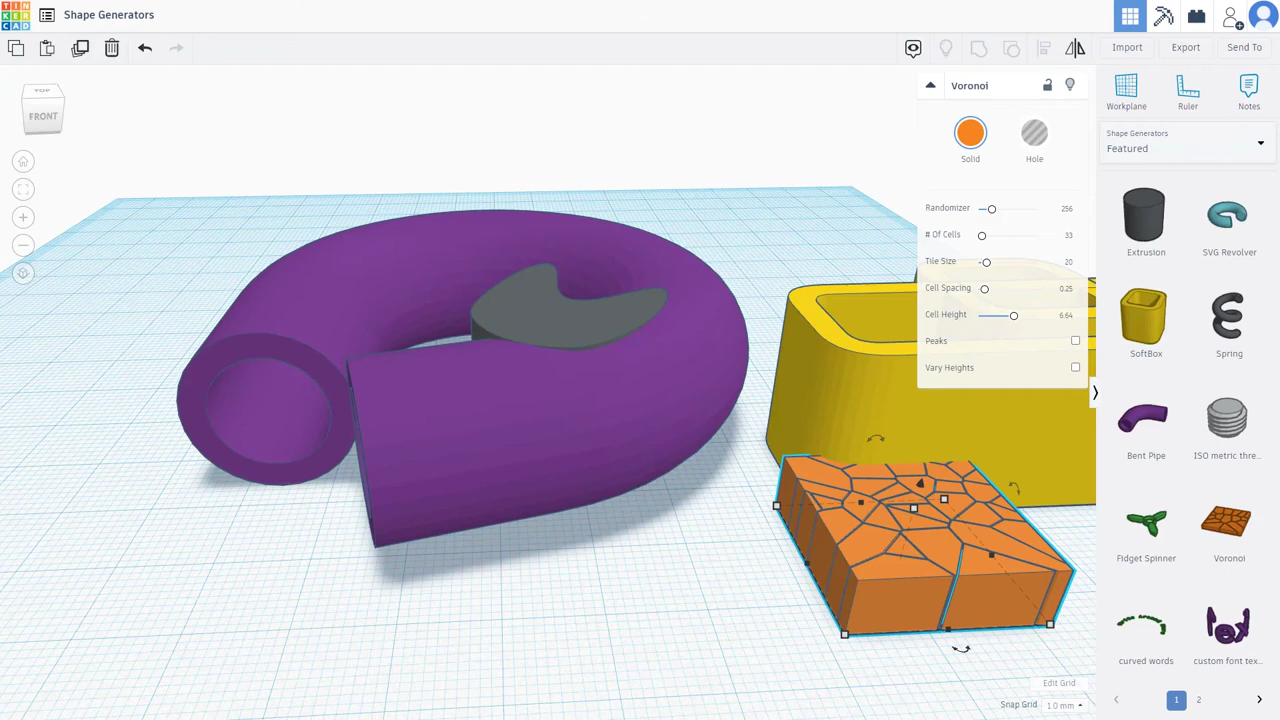 TIN
KER
CAD
Shape Generators
Import
Export
Send To
TOP
FRONT
Voronoi
Solid
Hole
Randomizer 256
# Of Cells 33
Tile Size 20
Cell Spacing 0.25
Cell Height 6.64
Peaks
Vary Heights
Workplane
Ruler
Notes
Shape Generators
Featured
Extrusion
SVG Revolver
SoftBox
Spring
Bent Pipe
ISO metric thre...
Fidget Spinner
Voronoi
curved words
custom font tex...
1
2
Edit Grid
Snap Grid 1.0 mm